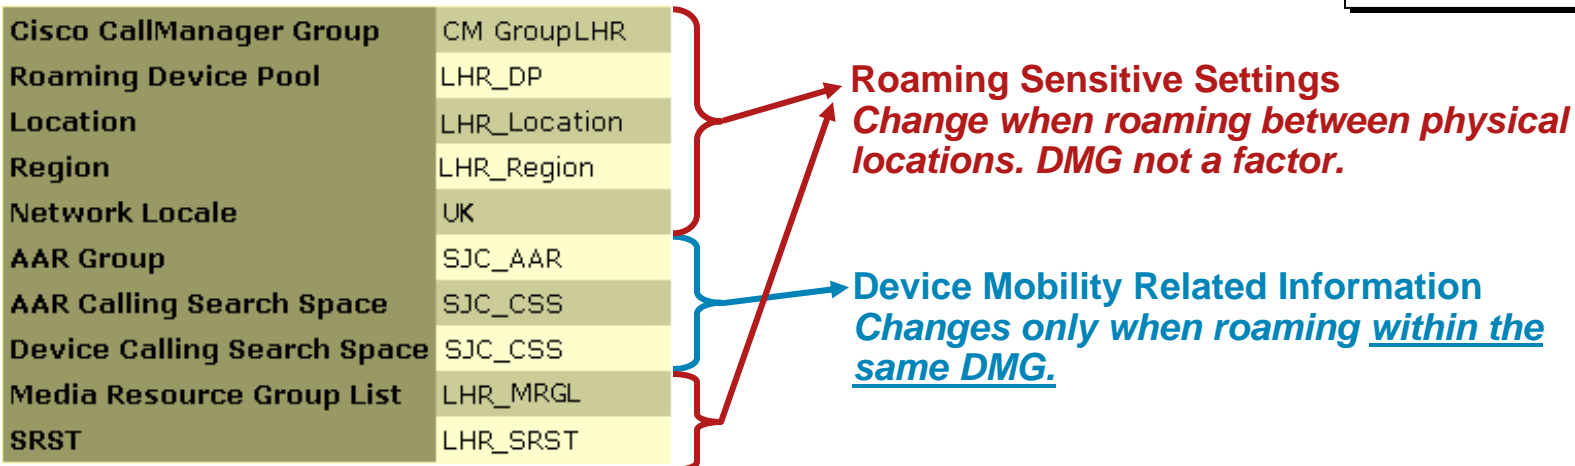 Cisco CallManager Group CM GroupLHR
Roaming Device Pool LHR_DP
Location LHR_Location
Region LHR_Region
Network Locale UK
AAR Group SJC_AAR
AAR Calling Search Space SJC_CSS
Device Calling Search Space SJC_CSS
Media Resource Group List LHR_MRGL
SRST LHR_SRST
Roaming Sensitive Settings
Change when roaming between physical
locations. DMG not a factor.
Device Mobility Related Information
Changes only when roaming within the
same DMG.